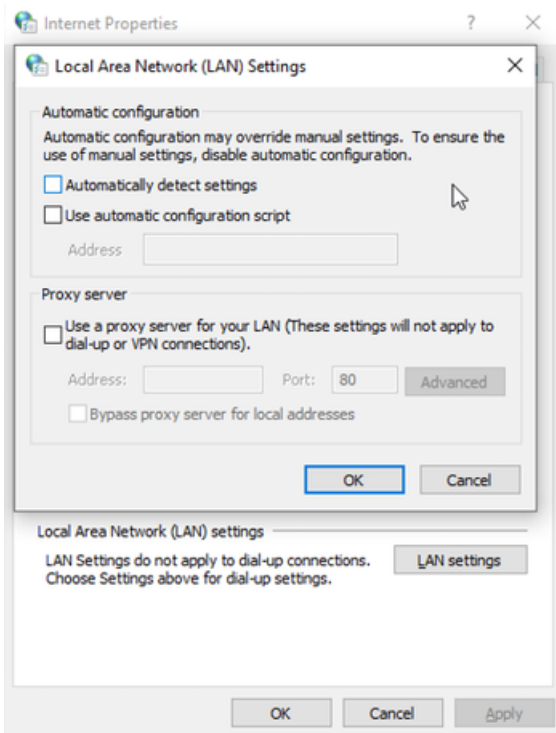 Internet Properties
Local Area Network (LAN) Settings
Automatic configuration
Automatic configuration may override manual settings. To ensure the
use of manual settings, disable automatic configuration.
Automatically detect settings
Use automatic configuration script
Address
Proxy server
Use a proxy server for your LAN (These settings will not apply to
dial-up or VPN connections).
Address: Port: 80 Advanced
Bypass proxy server for local addresses
OK Cancel
Local Area Network (LAN) settings
LAN Settings do not apply to dial-up connections. LAN settings
Choose Settings above for dial-up settings.
OK Cancel Apply